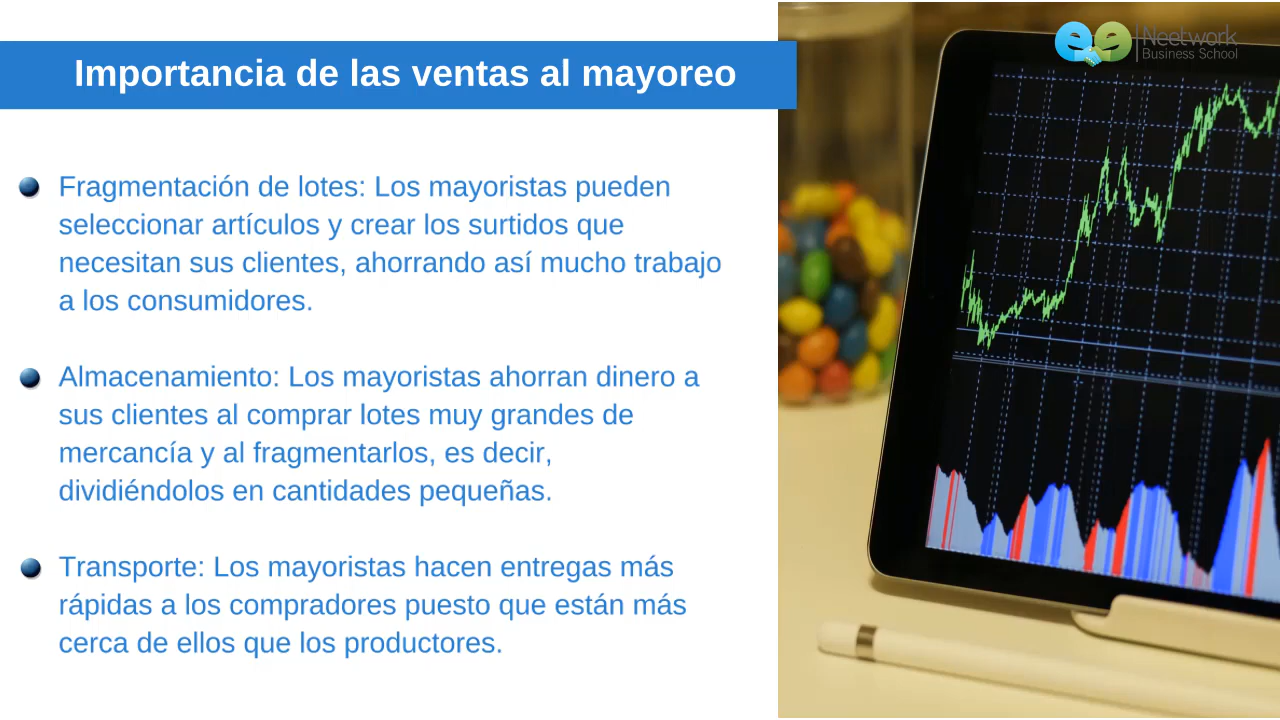 Importancia de las ventas al mayoreo
Neetwork
Business School
Fragmentación de lotes: Los mayoristas pueden
seleccionar artículos y crear los surtidos que
necesitan sus clientes, ahorrando así mucho trabajo
a los consumidores.
Almacenamiento: Los mayoristas ahorran dinero a
sus clientes al comprar lotes muy grandes de
mercancía y al fragmentarlos, es decir,
dividiéndolos en cantidades pequeñas.
Transporte: Los mayoristas hacen entregas más
rápidas a los compradores puesto que están más
cerca de ellos que los productores.